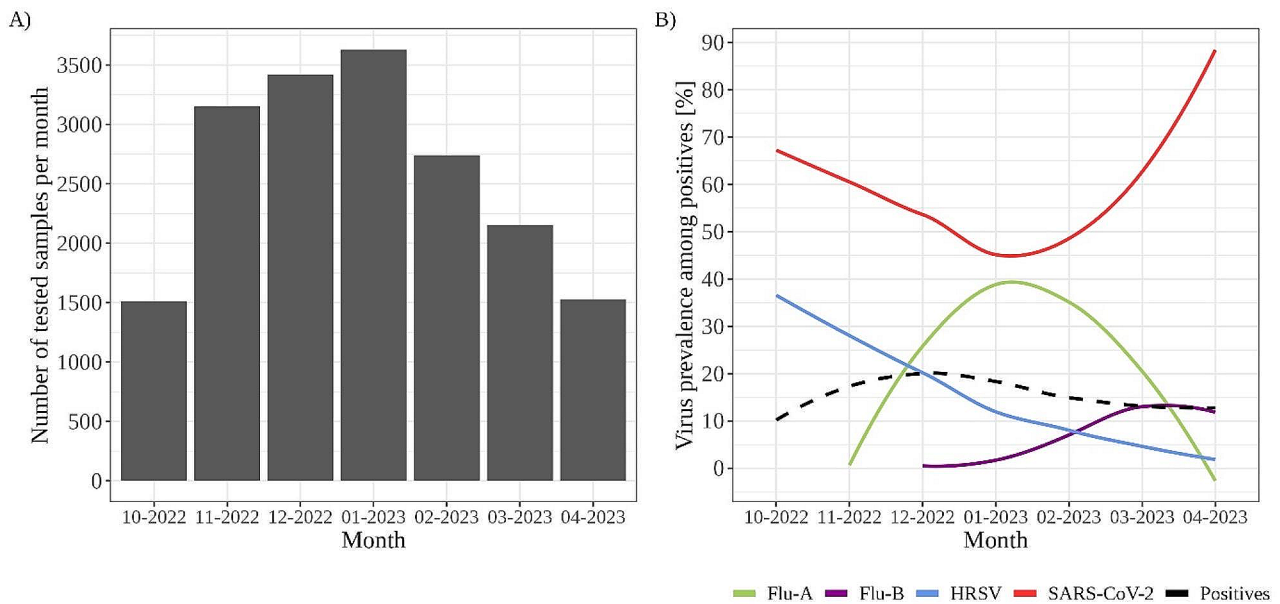 A)
Number of tested samples per month
3500
3000
2500
2000
1500
1000
500
0
10-2022 11-2022 12-2022 01-2023 02-2023 03-2023 04-2023
Month
B)
Virus prevalence among positives [%]
90
80
70
60
50
40
30
20
10
0
10-2022 11-2022 12-2022 01-2023 02-2023 03-2023 04-2023
Month
Flu-A Flu-B HRSV SARS-CoV-2 Positives